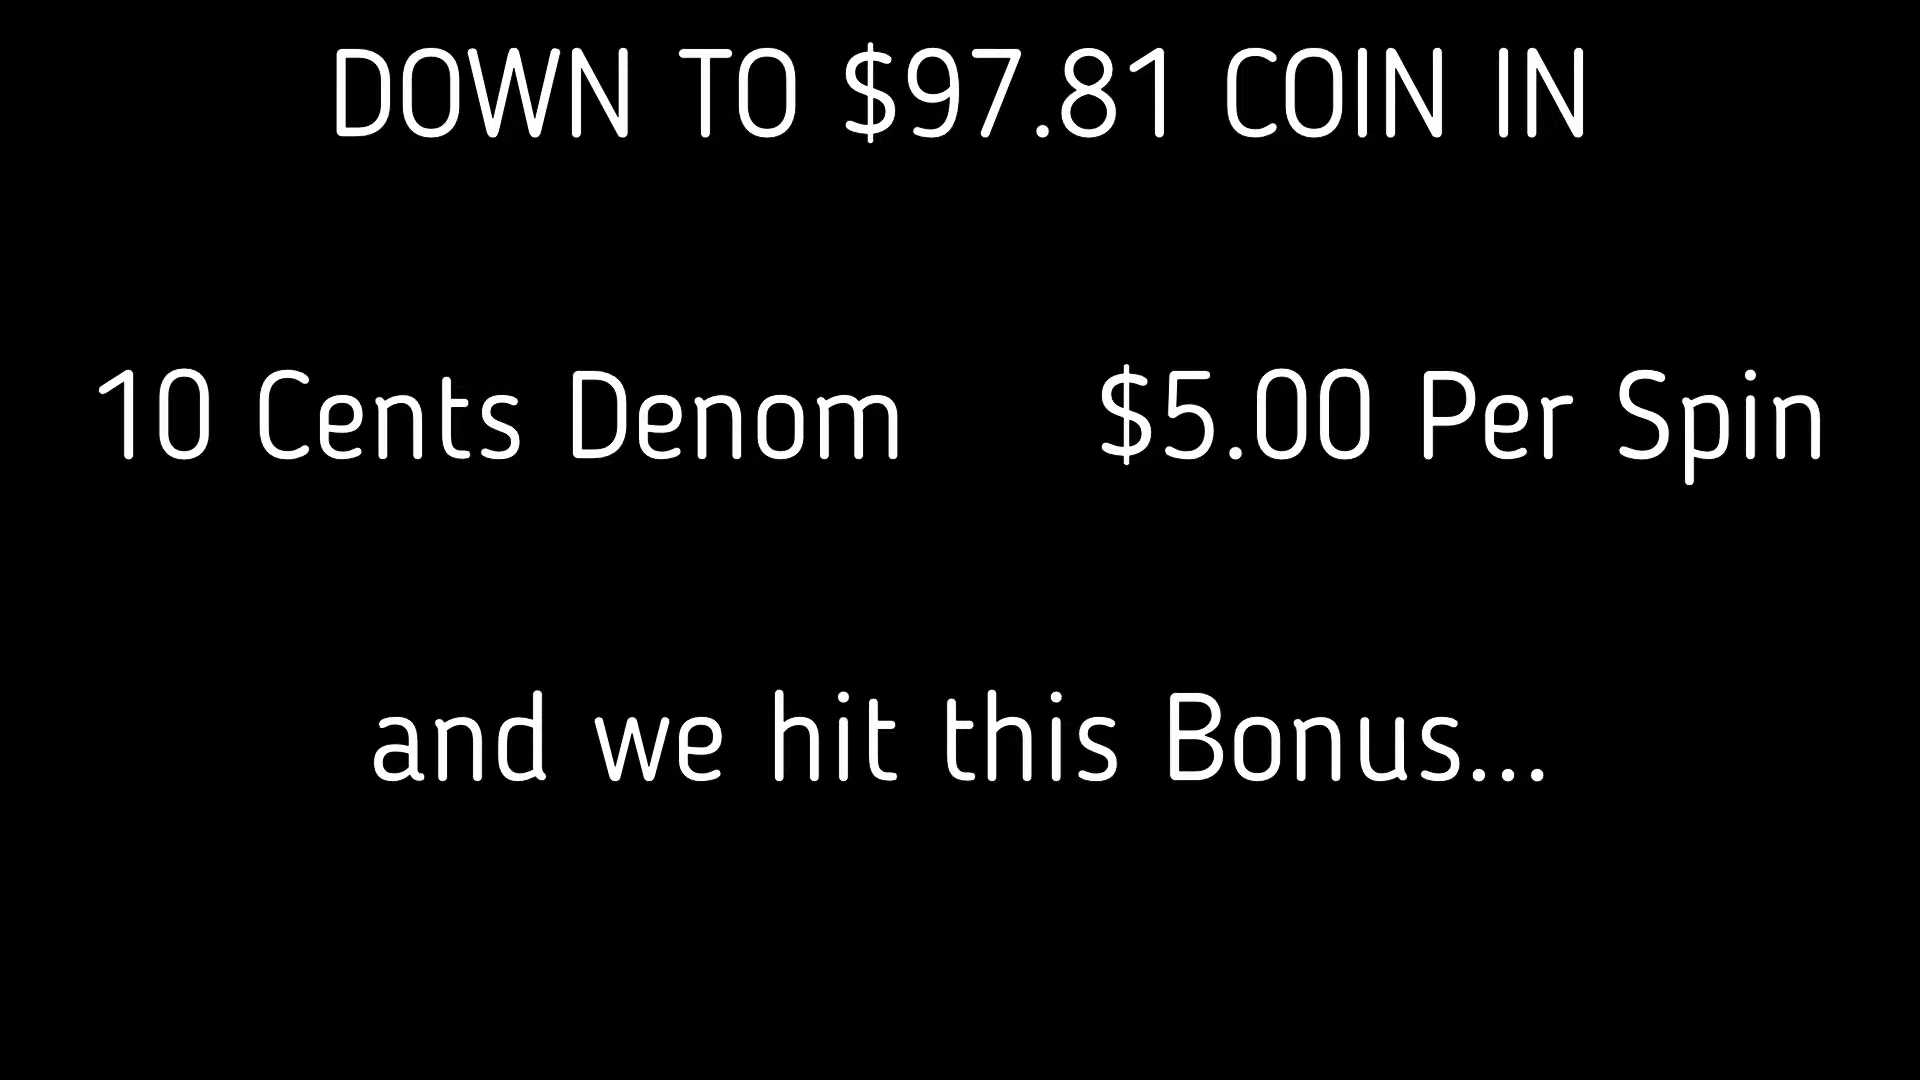 DOWN TO $97.81 COIN IN
10 Cents Denom $5.00 Per Spin
and we hit this Bonus...